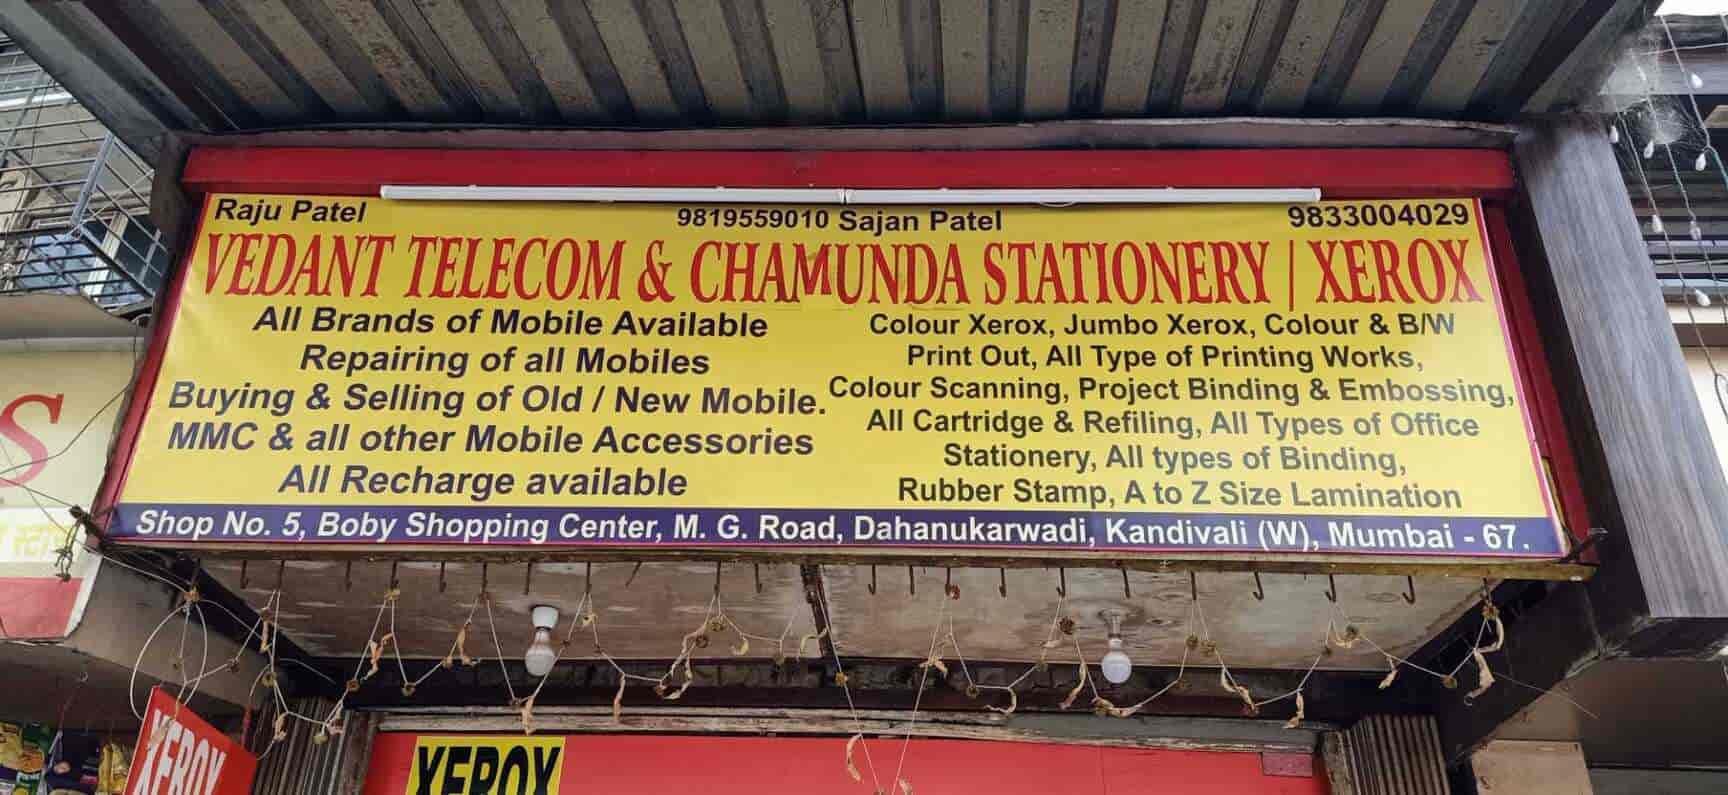 Raju Patel 9819559010 Sajan Patel 9833004029
VEDANT TELECOM & CHAMUNDA STATIONERY | XEROX
All Brands of Mobile Available
Repairing of all Mobiles
Buying & Selling of Old / New Mobile.
MMC & all other Mobile Accessories
All Recharge available
Colour Xerox, Jumbo Xerox, Colour & B/W
Print Out, All Type of Printing Works,
Colour Scanning, Project Binding & Embossing,
All Cartridge & Refiling, All Types of Office
Stationery, All types of Binding,
Rubber Stamp, A to Z Size Lamination
Shop No. 5, Boby Shopping Center, M. G. Road, Dahanukarwadi, Kandivali (W), Mumbai - 67.
S
XEROX
XEROX